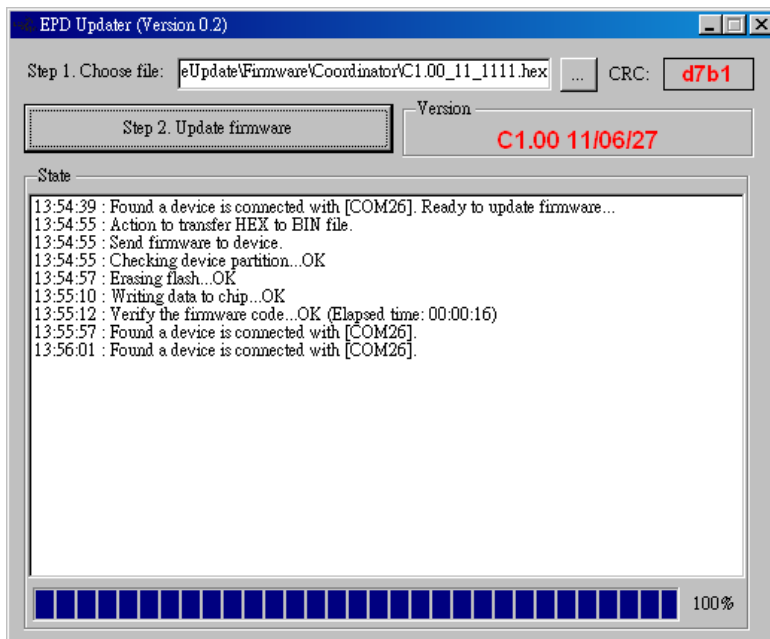 EPD Updater (Version 0.2)
Step 1. Choose file: eUpdate\Firmware\Coordinator\C1.00_11_1111.hex ... CRC: d7b1
Step 2. Update firmware
Version
C1.00 11/06/27
State
13:54:39 : Found a device is connected with [COM26]. Ready to update firmware...
13:54:55 : Action to transfer HEX to BIN file.
13:54:55 : Send firmware to device.
13:54:55 : Checking device partition...OK
13:54:57 : Erasing flash...OK
13:55:10 : Writing data to chip...OK
13:55:12 : Verify the firmware code...OK (Elapsed time: 00:00:16)
13:55:57 : Found a device is connected with [COM26].
13:56:01 : Found a device is connected with [COM26].
100%